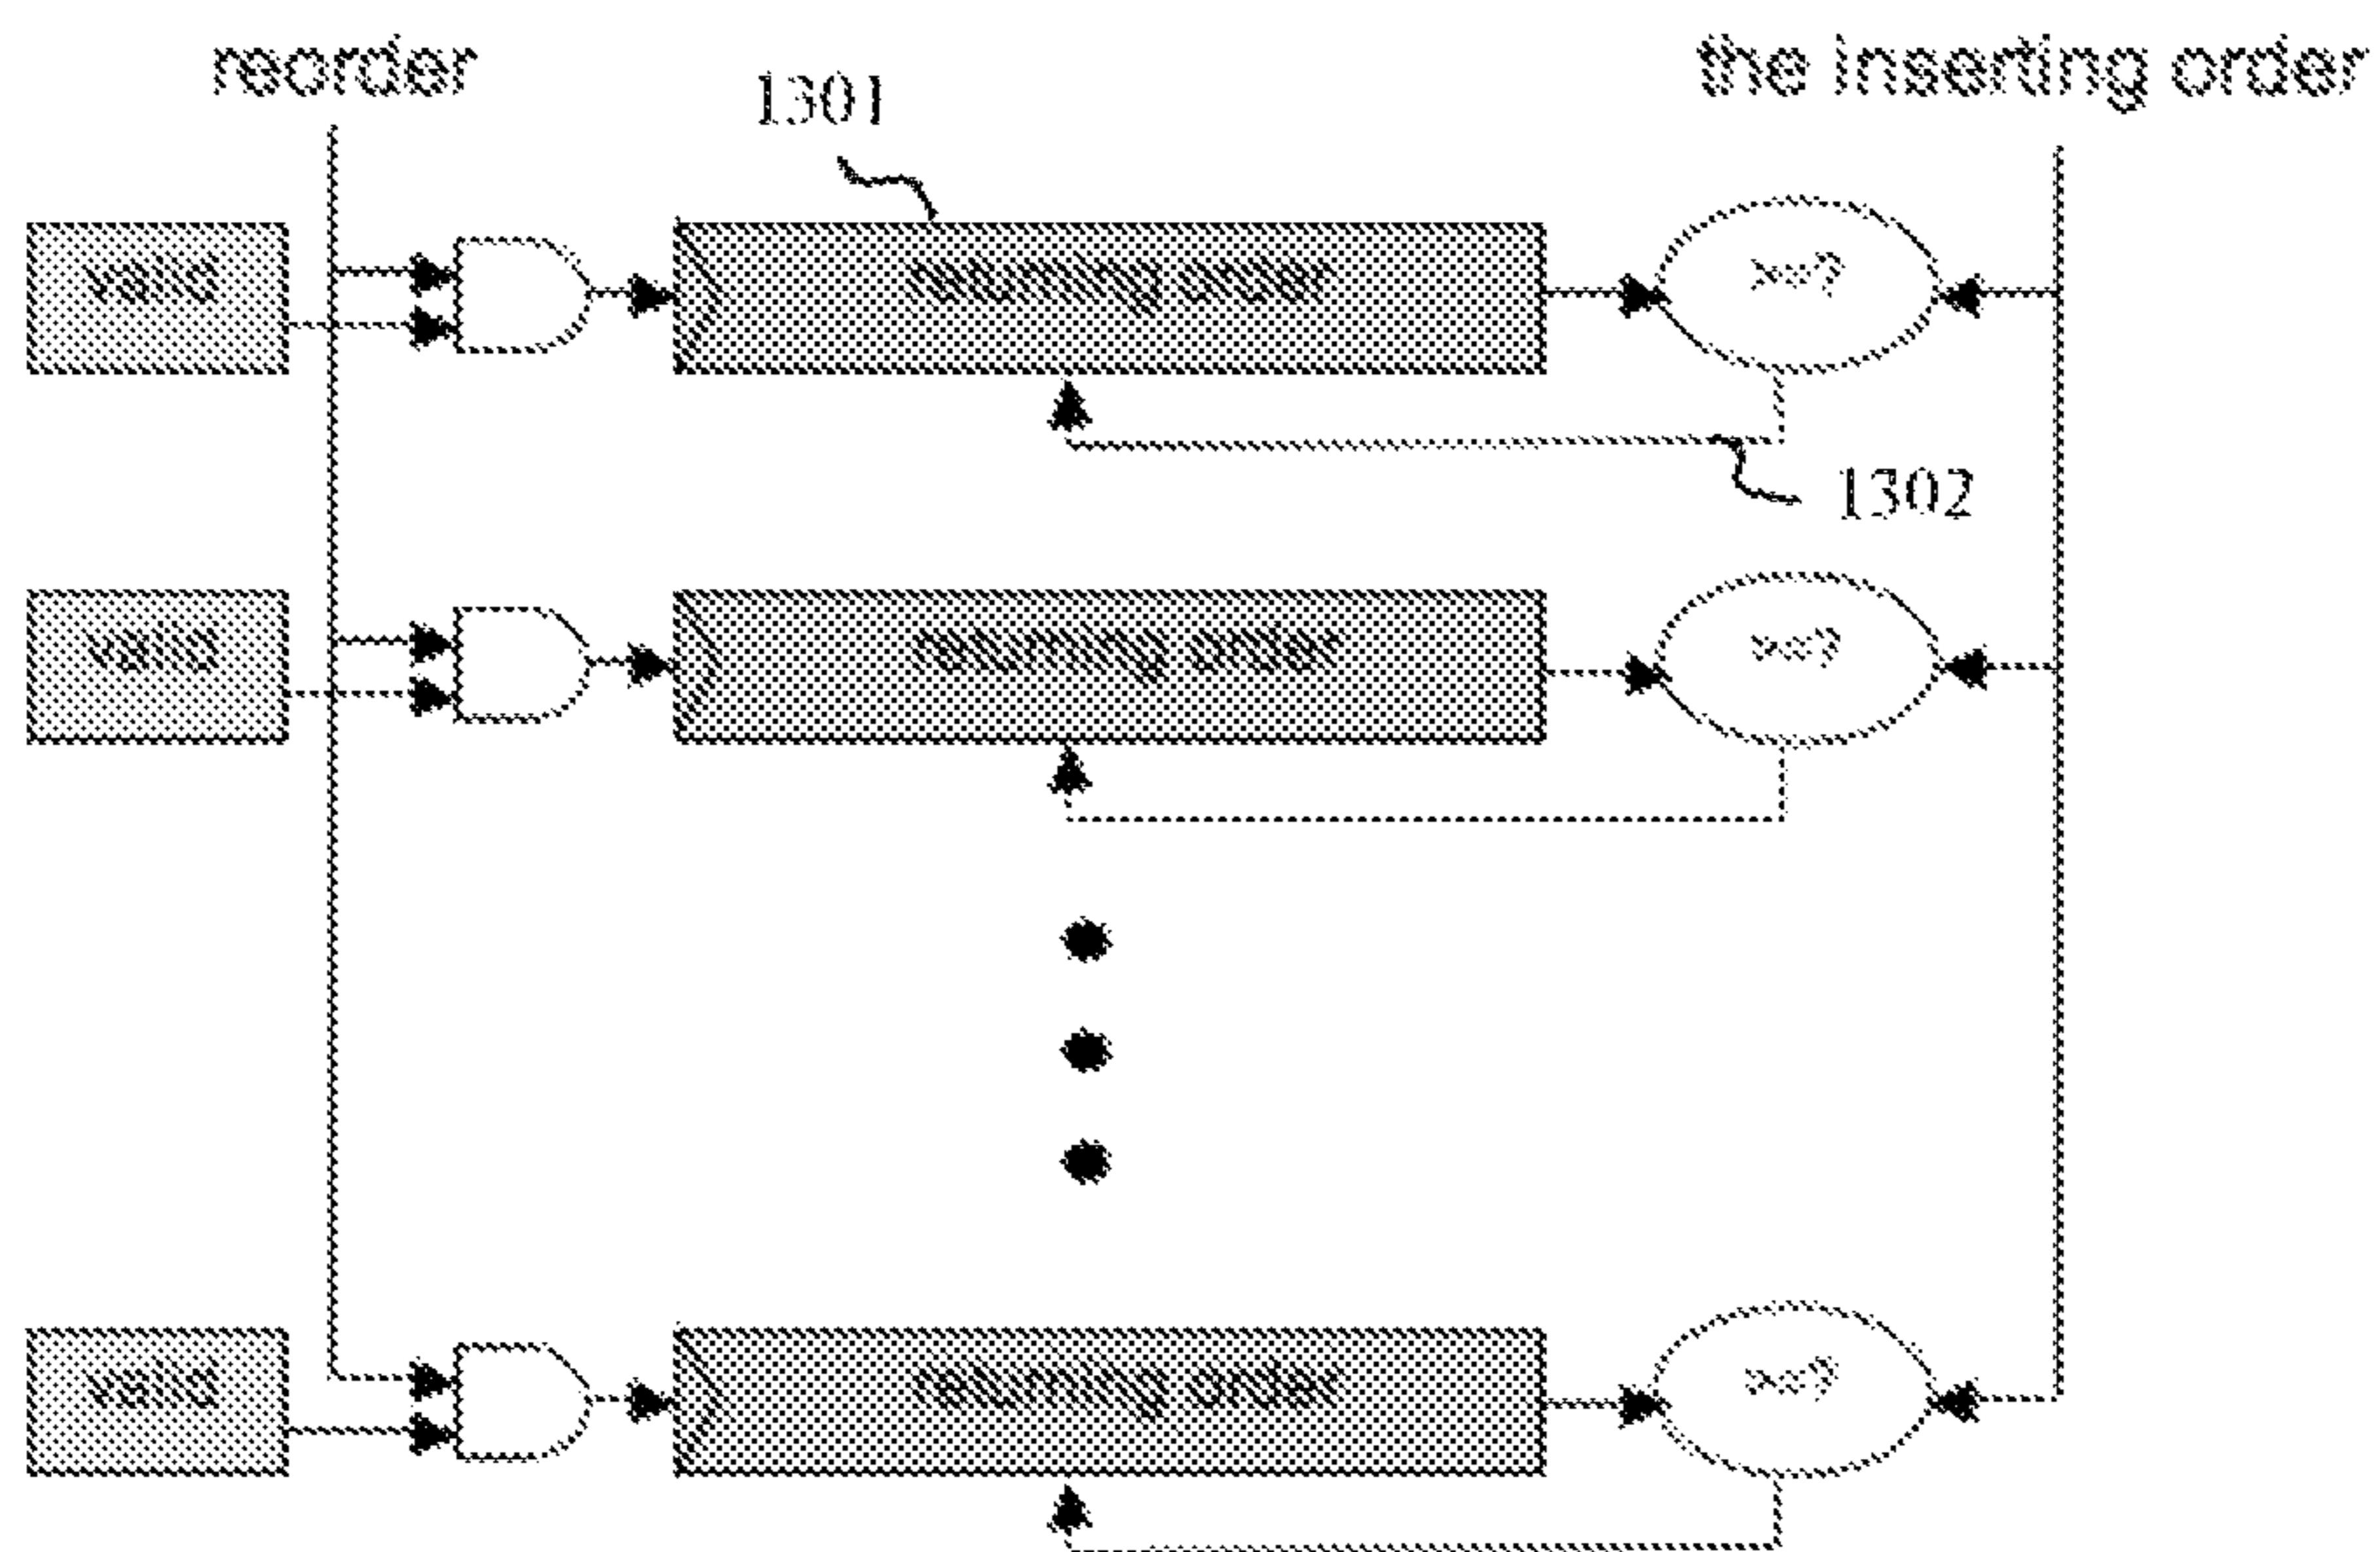 reorder
the inserting order
1301
valid
returning order
>=?
1302
valid
returning order
>=?
valid
returning order
>=?